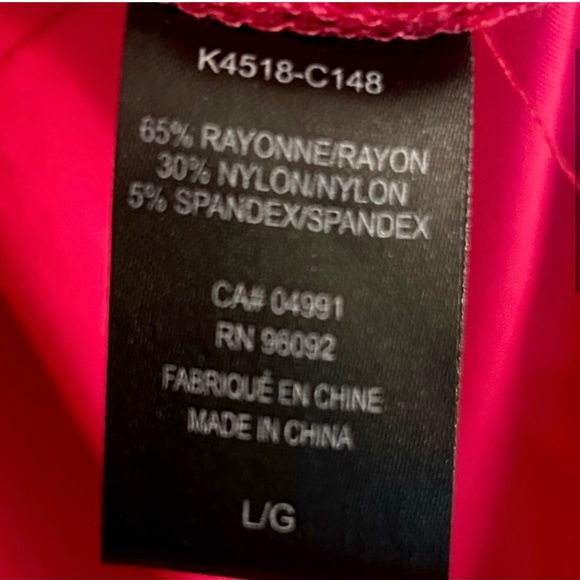 K4518-C148
65% RAYONNE/RAYON
30% NYLON/NYLON
5% SPANDEX/SPANDEX
CA# 04991
RN 96092
FABRIQUÉ EN CHINE
MADE IN CHINA
L/G